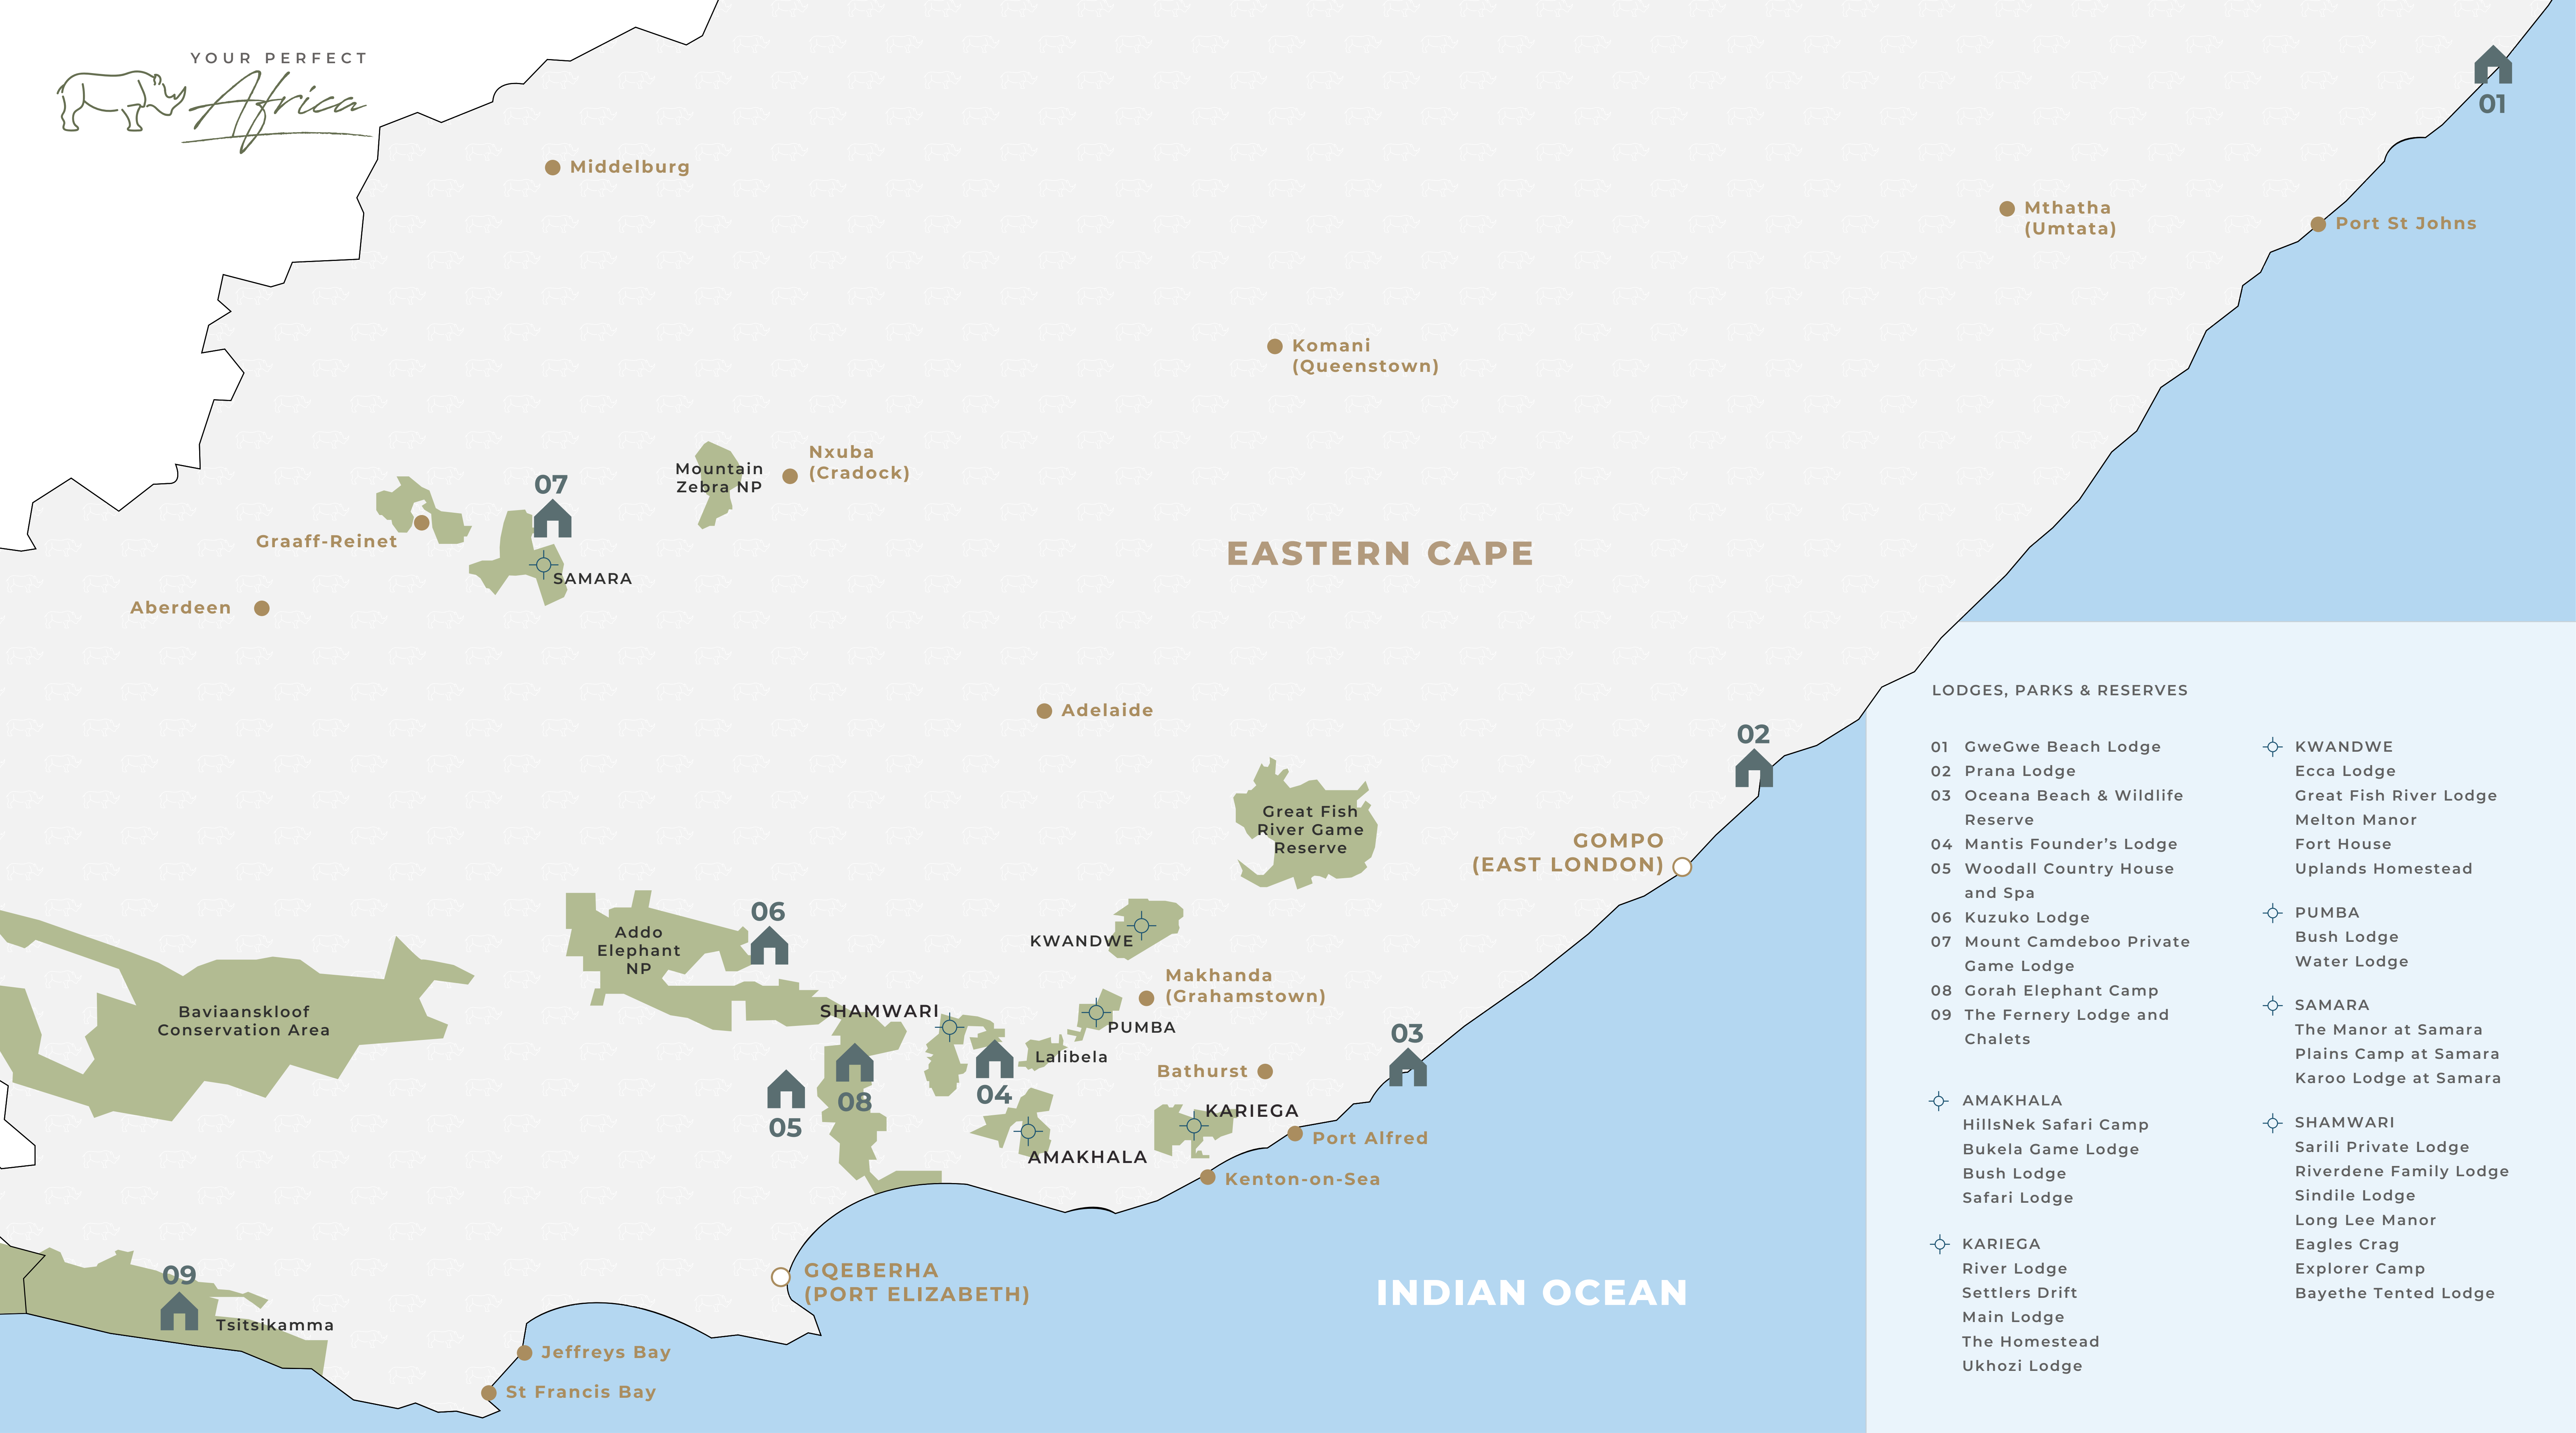 YOUR PERFECT
Africa
Middelburg
01
Mthatha
(Umtata)
Port St Johns
Komani
(Queenstown)
Nxuba
(Cradock)
Mountain
Zebra NP
07
Graaff-Reinet
SAMARA
EASTERN CAPE
Aberdeen
Adelaide
02
Great Fish
River Game
Reserve
GOMPO
(EAST LONDON)
06
Addo
Elephant
NP
KWANDWE
Makhanda
(Grahamstown)
Baviaanskloof
Conservation Area
SHAMWARI
PUMBA
03
Lalibela
Bathurst
04
08
05
KARIEGA
Port Alfred
AMAKHALA
Kenton-on-Sea
GQEBERHA
(PORT ELIZABETH)
09
Tsitsikamma
INDIAN OCEAN
Jeffreys Bay
St Francis Bay
LODGES, PARKS & RESERVES
01 GweGwe Beach Lodge
02 Prana Lodge
03 Oceana Beach & Wildlife
Reserve
04 Mantis Founder’s Lodge
05 Woodall Country House
and Spa
06 Kuzuko Lodge
07 Mount Camdeboo Private
Game Lodge
08 Gorah Elephant Camp
09 The Fernery Lodge and
Chalets
AMAKHALA
HillsNek Safari Camp
Bukela Game Lodge
Bush Lodge
Safari Lodge
KARIEGA
River Lodge
Settlers Drift
Main Lodge
The Homestead
Ukhozi Lodge
KWANDWE
Ecca Lodge
Great Fish River Lodge
Melton Manor
Fort House
Uplands Homestead
PUMBA
Bush Lodge
Water Lodge
SAMARA
The Manor at Samara
Plains Camp at Samara
Karoo Lodge at Samara
SHAMWARI
Sarili Private Lodge
Riverdene Family Lodge
Sindile Lodge
Long Lee Manor
Eagles Crag
Explorer Camp
Bayethe Tented Lodge